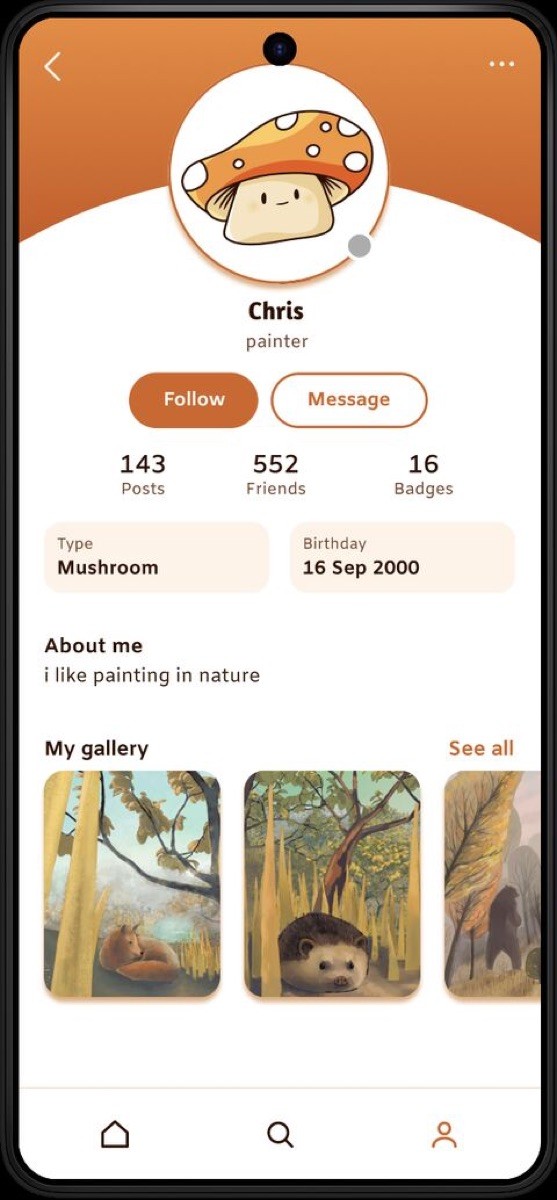 Chris
painter
Follow Message
143 552 16
Posts Friends Badges
Type Birthday
Mushroom 16 Sep 2000
About me
i like painting in nature
My gallery See all